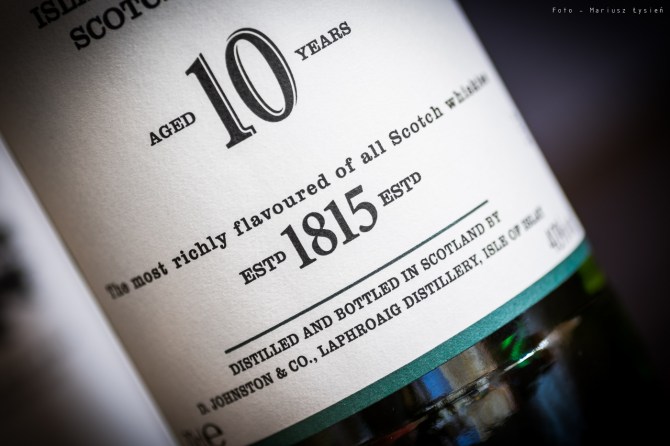 Foto - Mariusz Łysień
SCOTCH
AGED 10 YEARS
The most richly flavoured of all Scotch whiskies
ESTD 1815 ESTD
DISTILLED AND BOTTLED IN SCOTLAND BY
D. JOHNSTON & CO., LAPHROAIG DISTILLERY, ISLE OF ISLAY
e